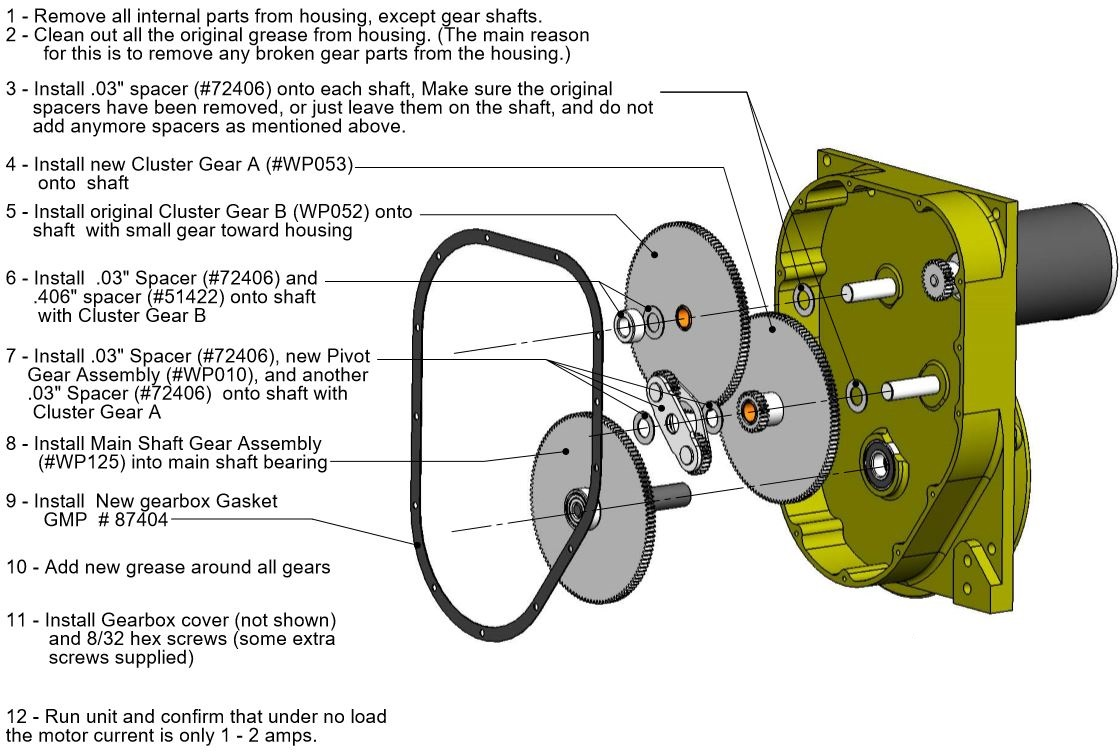 1 - Remove all internal parts from housing, except gear shafts.
2 - Clean out all the original grease from housing. (The main reason
for this is to remove any broken gear parts from the housing.)
3 - Install .03" spacer (#72406) onto each shaft, Make sure the original
spacers have been removed, or just leave them on the shaft, and do not
add anymore spacers as mentioned above.
4 - Install new Cluster Gear A (#WP053)
onto shaft
5 - Install original Cluster Gear B (WP052) onto
shaft with small gear toward housing
6 - Install .03" Spacer (#72406) and
.406" spacer (#51422) onto shaft
with Cluster Gear B
7 - Install .03" Spacer (#72406), new Pivot
Gear Assembly (#WP010), and another
.03" Spacer (#72406) onto shaft with
Cluster Gear A
8 - Install Main Shaft Gear Assembly
(#WP125) into main shaft bearing
9 - Install New gearbox Gasket
GMP # 87404
10 - Add new grease around all gears
11 - Install Gearbox cover (not shown)
and 8/32 hex screws (some extra
screws supplied)
12 - Run unit and confirm that under no load
the motor current is only 1 - 2 amps.